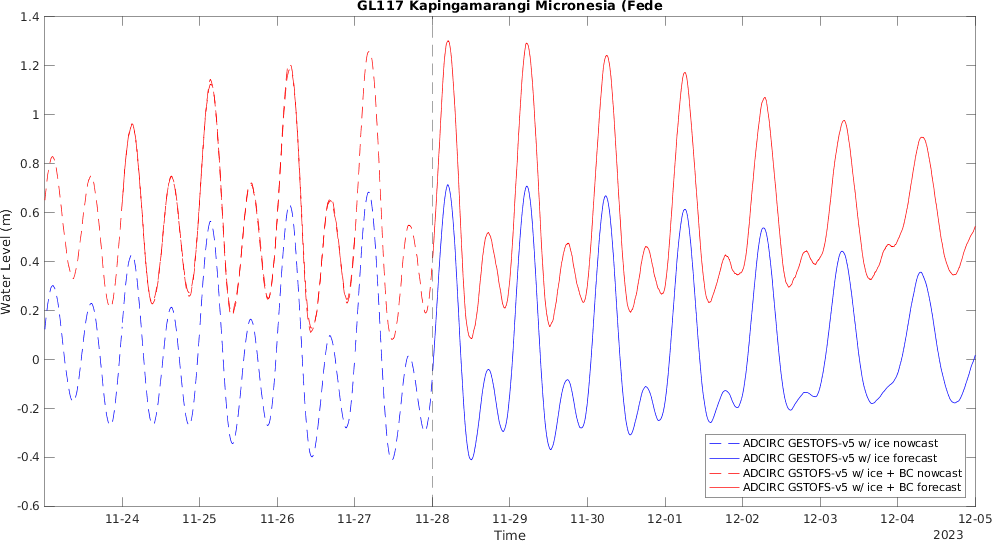 GL117 Kapingamarangi Micronesia (Fede
1.4
1.2
1
0.8
0.6
0.4
0.2
0
-0.2
-0.4
-0.6
Water Level (m)
ADCIRC GESTOFS-v5 w/ ice nowcast
ADCIRC GESTOFS-v5 w/ ice forecast
ADCIRC GSTOFS-v5 w/ ice + BC nowcast
ADCIRC GSTOFS-v5 w/ ice + BC forecast
11-24 11-25 11-26 11-27 11-28 11-29 11-30 12-01 12-02 12-03 12-04 12-05
Time
2023